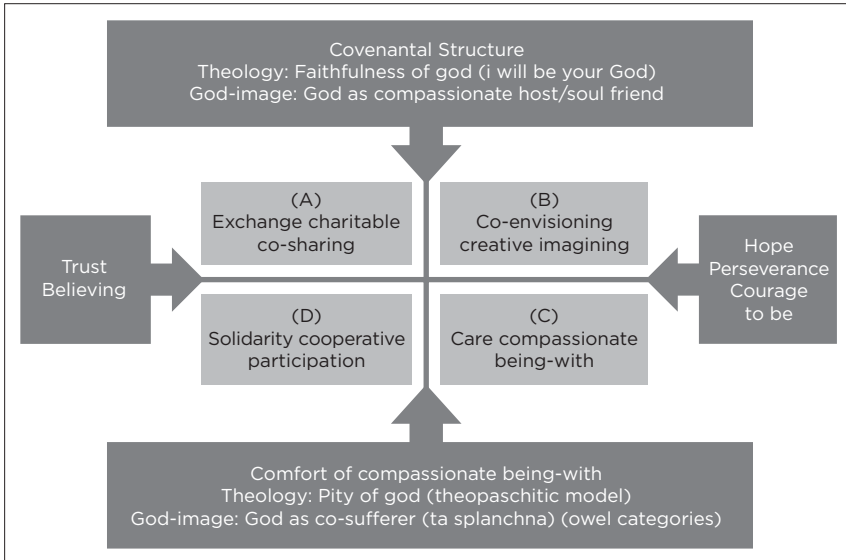 Covenantal Structure
Theology: Faithfulness of god (i will be your God)
God-image: God as compassionate host/soul friend
(A)
Exchange charitable
co-sharing
(B)
Co-envisioning
creative imagining
Trust
Believing
Hope
Perseverance
Courage
to be
(D)
Solidarity cooperative
participation
(C)
Care compassionate
being-with
Comfort of compassionate being-with
Theology: Pity of god (theopaschitic model)
God-image: God as co-sufferer (ta splanchna) (owel categories)